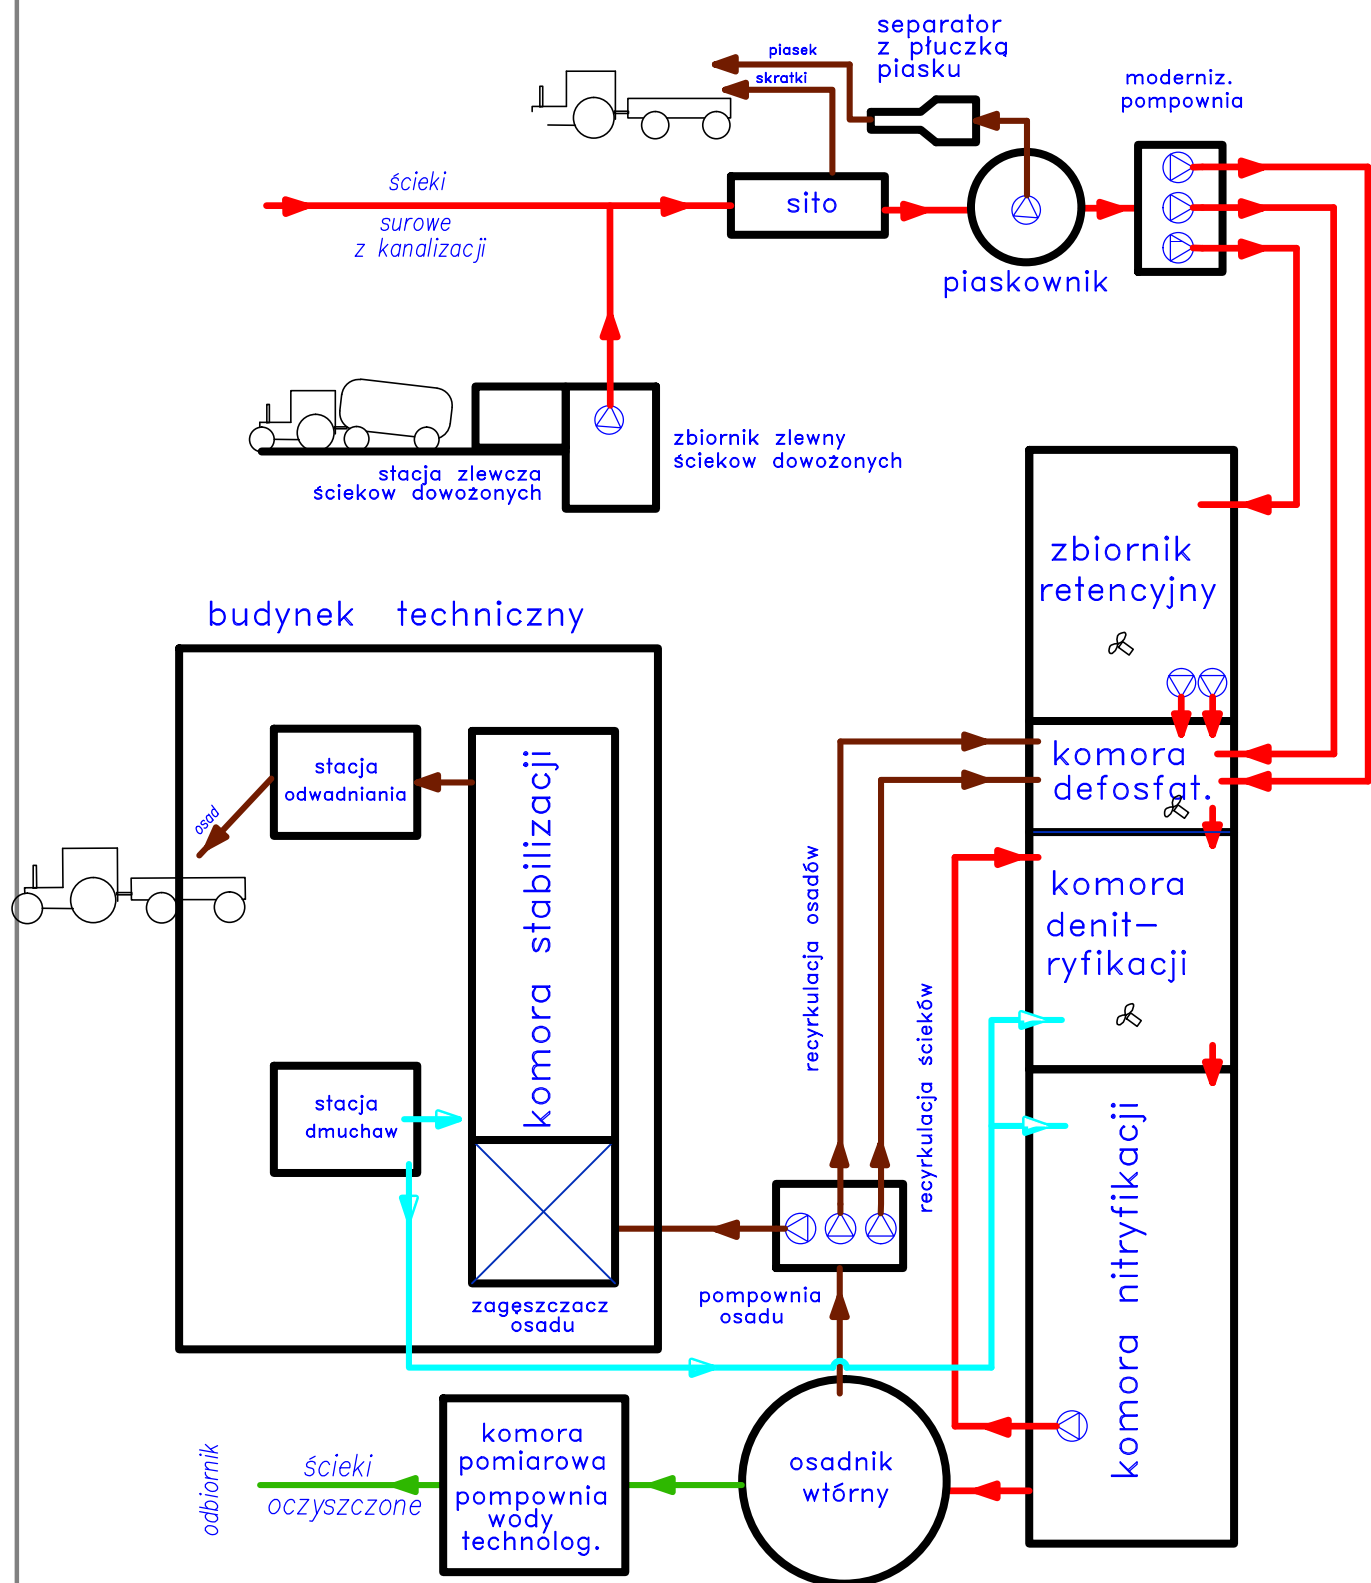 separator
z płuczką
piasku
piasek
skratki
moderniz.
pompownia
ścieki
surowe
z kanalizacji
sito
piaskownik
zbiornik zlewny
ściekow dowożonych
stacja zlewcza
ściekow dowożonych
zbiornik
retencyjny
budynek techniczny
komora
defosfat.
stacja
odwadniania
osad
komora stabilizacji
recyrkulacja osadów
komora
denit-
ryfikacji
recyrkulacja ścieków
stacja
dmuchaw
komora nitryfikacji
zagęszczacz
osadu
pompownia
osadu
komora
pomiarowa
pompownia
wody
technolog.
osadnik
wtórny
ścieki
oczyszczone
odbiornik